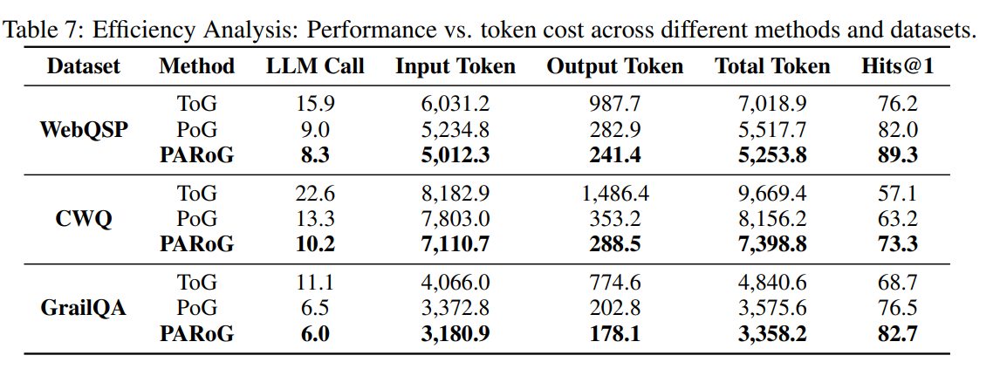 Table 7: Efficiency Analysis: Performance vs. token cost across different methods and datasets.
Dataset Method LLM Call Input Token Output Token Total Token Hits@1
ToG 15.9 6,031.2 987.7 7,018.9 76.2
WebQSP PoG 9.0 5,234.8 282.9 5,517.7 82.0
PARoG 8.3 5,012.3 241.4 5,253.8 89.3
ToG 22.6 8,182.9 1,486.4 9,669.4 57.1
CWQ PoG 13.3 7,803.0 353.2 8,156.2 63.2
PARoG 10.2 7,110.7 288.5 7,398.8 73.3
ToG 11.1 4,066.0 774.6 4,840.6 68.7
GrailQA PoG 6.5 3,372.8 202.8 3,575.6 76.5
PARoG 6.0 3,180.9 178.1 3,358.2 82.7